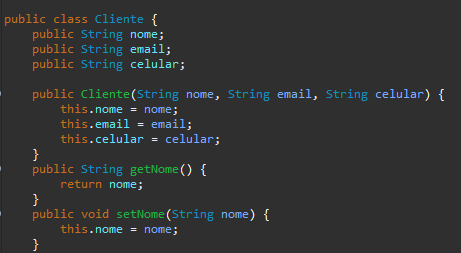 public class Cliente {
    public String nome;
    public String email;
    public String celular;

    public Cliente(String nome, String email, String celular) {
        this.nome = nome;
        this.email = email;
        this.celular = celular;
    }
    public String getNome() {
        return nome;
    }
    public void setNome(String nome) {
        this.nome = nome;
    }